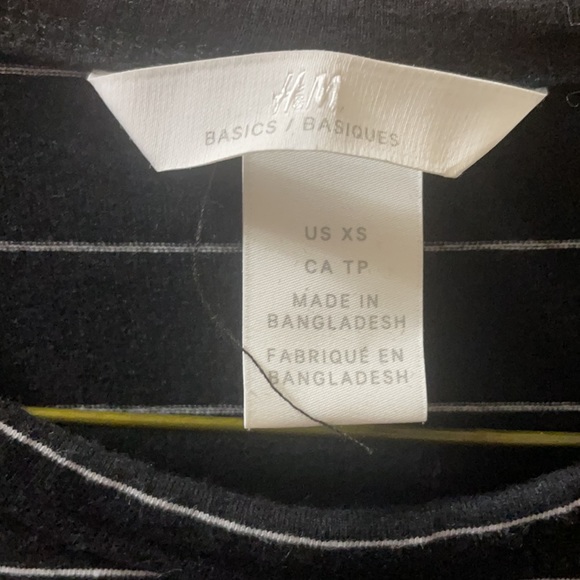 H&M
BASICS / BASIQUES
US XS
CA TP
MADE IN
BANGLADESH
FABRIQUÉ EN
BANGLADESH